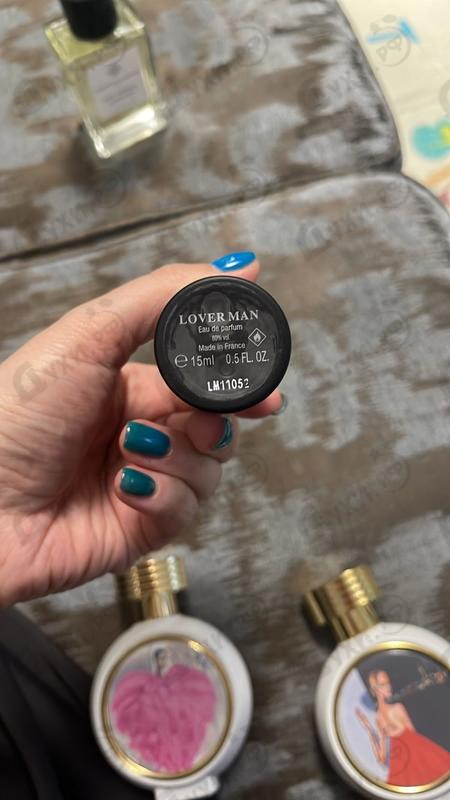 LOVER MAN
Eau de parfum
80% vol.
Made in France
℮ 15ml 0.5 FL. OZ.
LM11052